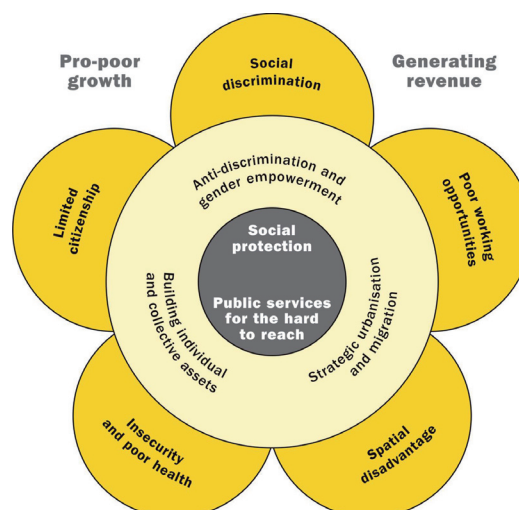 Pro-poor
growth
Social
discrimination
Generating
revenue
Limited
citizenship
Anti-discrimination and
gender empowerment
Poor working
opportunities
Social
protection
Public services
for the hard
to reach
Building individual
and collective assets
Strategic urbanisation
and migration
Insecurity
and poor health
Spatial
disadvantage